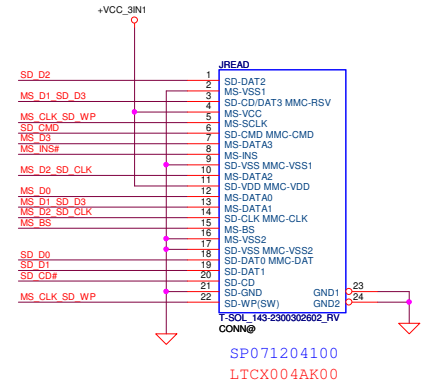 +VCC_3IN1
JREAD
SD_D2 1 SD-DAT2
2 MS-VSS1
MS_D1_SD_D3 3 SD-CD/DAT3 MMC-RSV
4 MS-VCC
MS_CLK_SD_WP 5 MS-SCLK
SD_CMD 6 SD-CMD MMC-CMD
MS_D3 7 MS-DATA3
MS_INS# 8 MS-INS
9 SD-VSS MMC-VSS1
MS_D2_SD_CLK 10 MS-DATA2
11 SD-VDD MMC-VDD
MS_D0 12 MS-DATA0
MS_D1_SD_D3 13 MS-DATA1
MS_D2_SD_CLK 14 SD-CLK MMC-CLK
MS_BS 15 MS-BS
16 MS-VSS2
17 SD-VSS MMC-VSS2
SD_D0 18 SD-DAT0 MMC-DAT
SD_D1 19 SD-DAT1
SD_CD# 20 SD-CD
21 SD-GND GND1 23
MS_CLK_SD_WP 22 SD-WP(SW) GND2 24
T-SOL_143-2300302602_RV
CONN@
SP071204100
LTCX004AK00